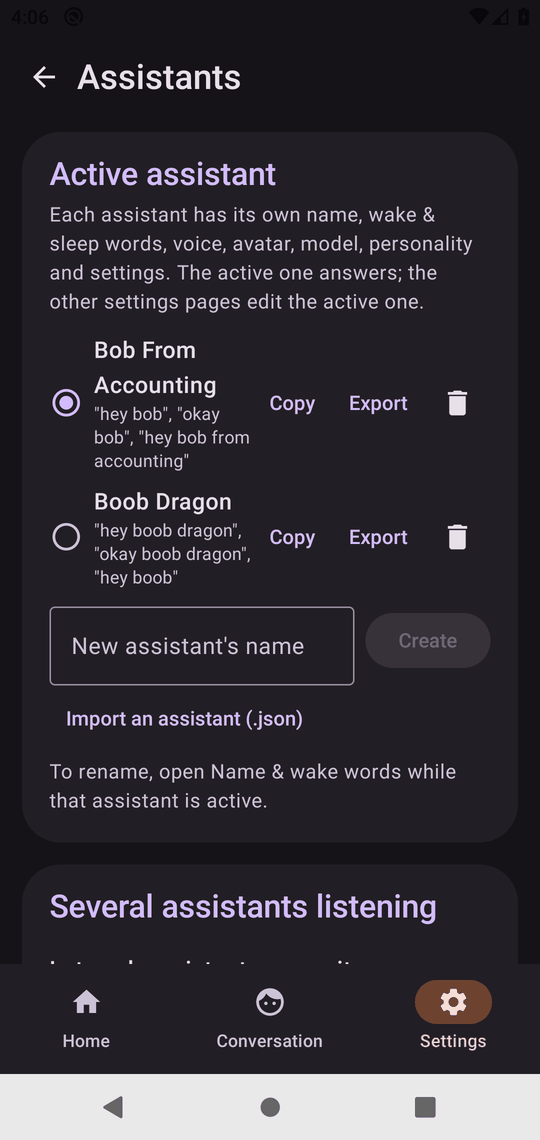 4:06
Assistants
Active assistant
Each assistant has its own name, wake &
sleep words, voice, avatar, model, personality
and settings. The active one answers; the
other settings pages edit the active one.
Bob From
Accounting
"hey bob", "okay
bob", "hey bob from
accounting"
Copy
Export
Boob Dragon
"hey boob dragon",
"okay boob dragon",
"hey boob"
Copy
Export
New assistant's name
Create
Import an assistant (.json)
To rename, open Name & wake words while
that assistant is active.
Several assistants listening
Home
Conversation
Settings